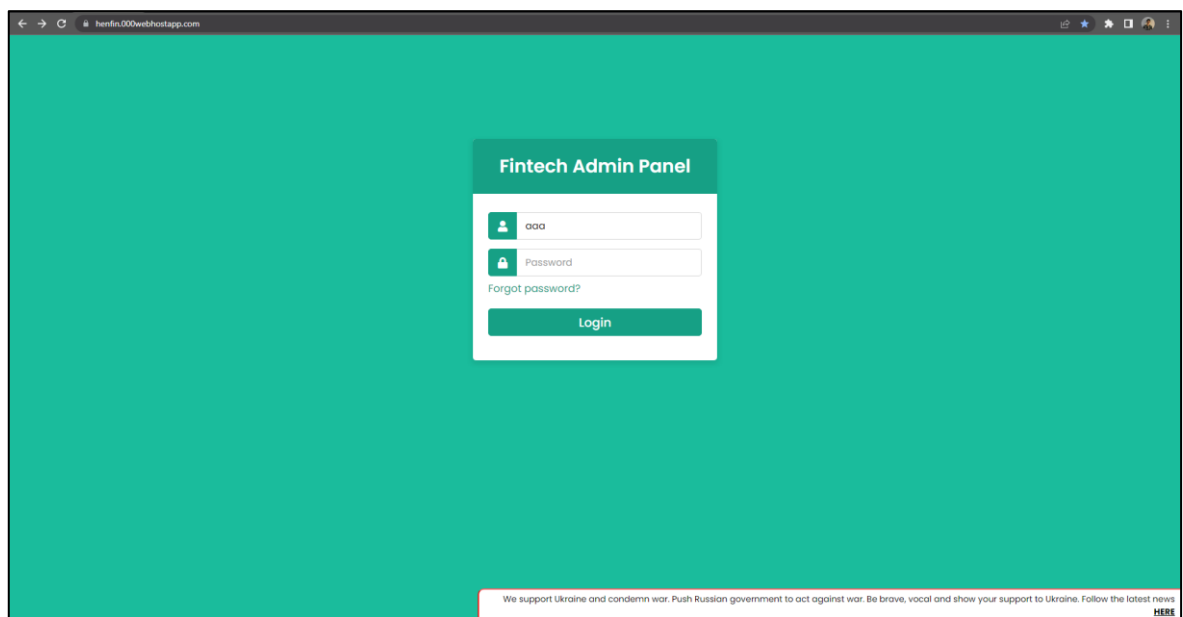 henfin.000webhostapp.com
Fintech Admin Panel
aaa
Password
Forgot password?
Login
We support Ukraine and condemn war. Push Russian government to act against war. Be brave, vocal and show your support to Ukraine. Follow the latest news
HERE